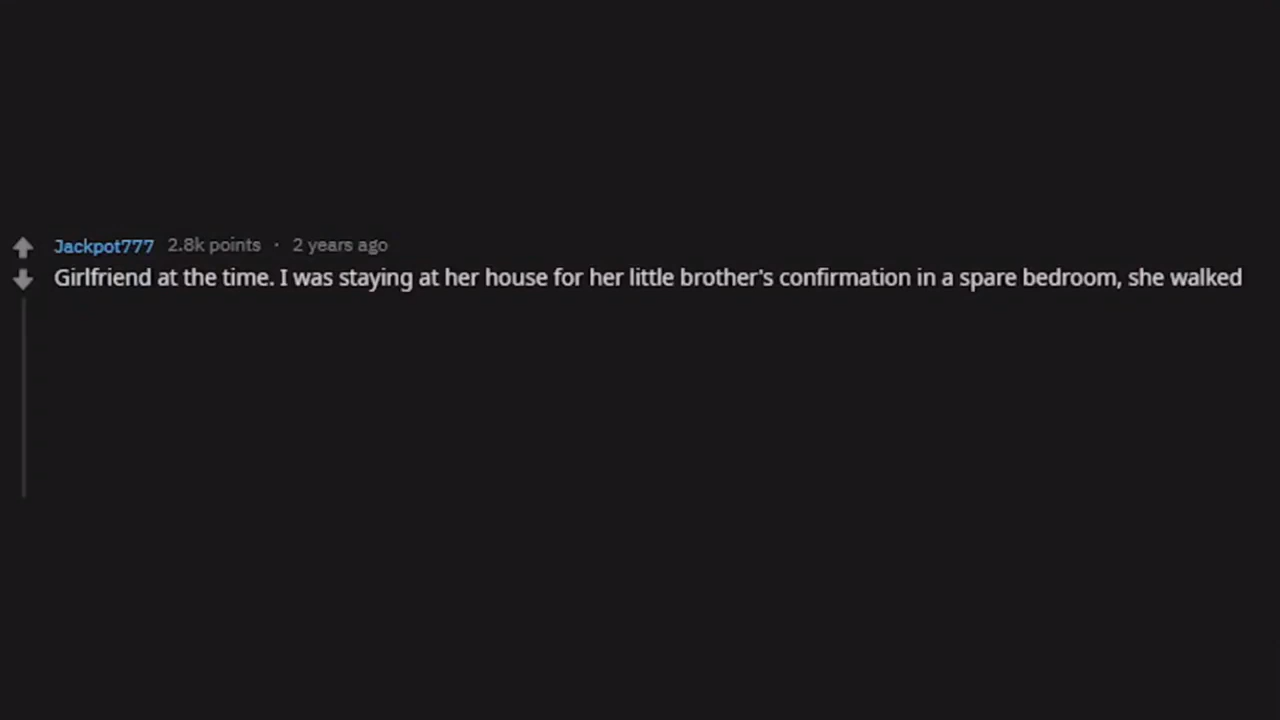 Jackpot777 2.8k points · 2 years ago
Girlfriend at the time. I was staying at her house for her little brother's confirmation in a spare bedroom, she walked